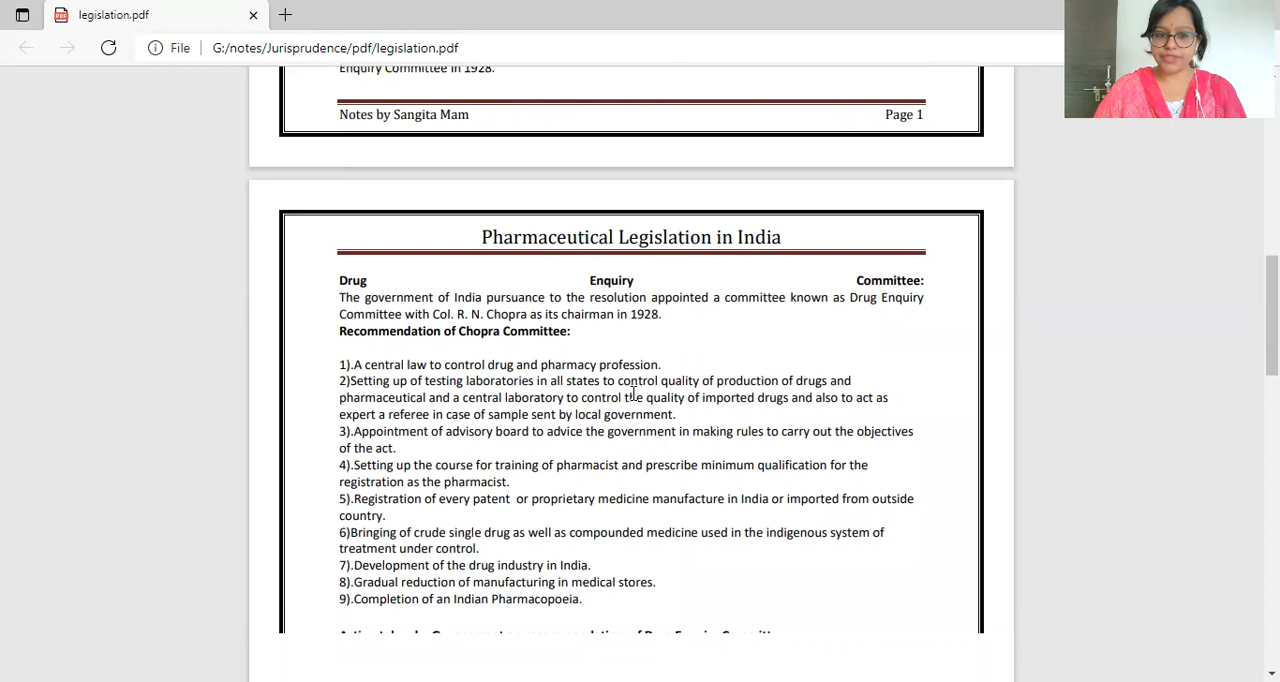 legislation.pdf
File
G:/notes/Jurisprudence/pdf/legislation.pdf
Enquiry Committee in 1928.
Notes by Sangita Mam Page 1
Pharmaceutical Legislation in India
Drug Enquiry Committee:
The government of India pursuance to the resolution appointed a committee known as Drug Enquiry
Committee with Col. R. N. Chopra as its chairman in 1928.
Recommendation of Chopra Committee:
1).A central law to control drug and pharmacy profession.
2)Setting up of testing laboratories in all states to control quality of production of drugs and
pharmaceutical and a central laboratory to control the quality of imported drugs and also to act as
expert a referee in case of sample sent by local government.
3).Appointment of advisory board to advice the government in making rules to carry out the objectives
of the act.
4).Setting up the course for training of pharmacist and prescribe minimum qualification for the
registration as the pharmacist.
5).Registration of every patent or proprietary medicine manufacture in India or imported from outside
country.
6)Bringing of crude single drug as well as compounded medicine used in the indigenous system of
treatment under control.
7).Development of the drug industry in India.
8).Gradual reduction of manufacturing in medical stores.
9).Completion of an Indian Pharmacopoeia.